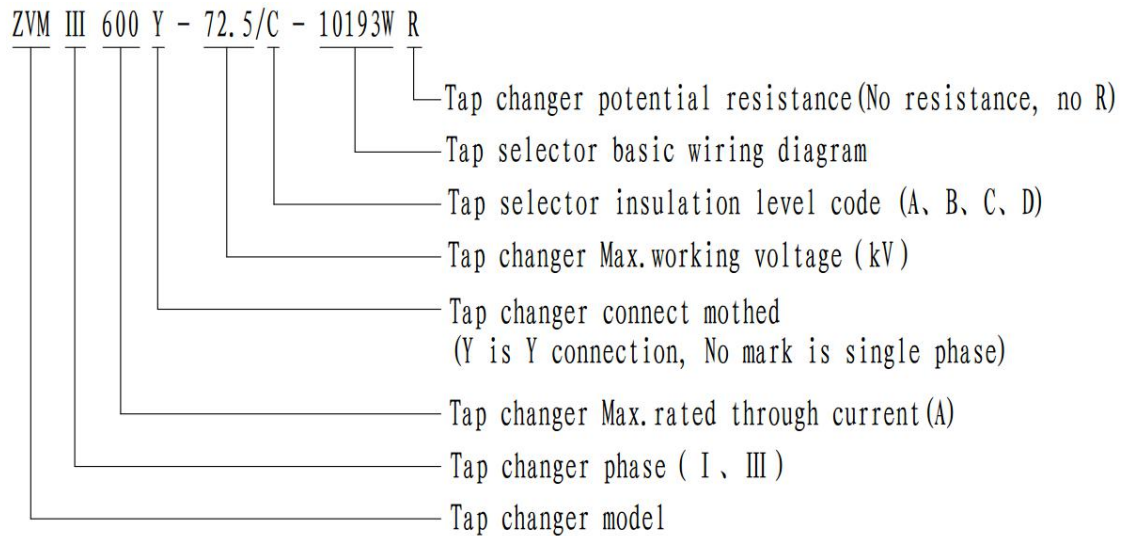 ZVM III 600 Y - 72.5/C - 10193W R
Tap changer potential resistance(No resistance, no R)
Tap selector basic wiring diagram
Tap selector insulation level code (A、B、C、D)
Tap changer Max.working voltage (kV)
Tap changer connect mothed
(Y is Y connection, No mark is single phase)
Tap changer Max.rated through current(A)
Tap changer phase ( I 、 III )
Tap changer model